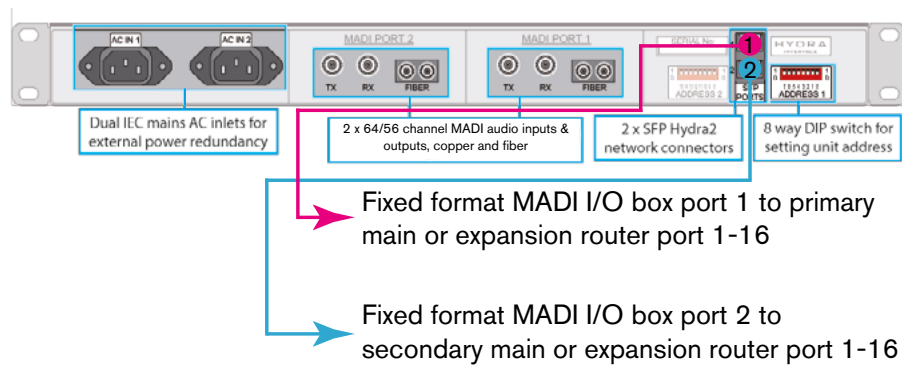 AC IN 1
AC IN 2
MADI PORT 2
MADI PORT 1
SERIAL No:
HYDRA
INTERFACE
1
2
TX
RX
FIBER
TX
RX
FIBER
ADDRESS 2
SFP
PORTS
ADDRESS 1
Dual IEC mains AC inlets for
external power redundancy
2 x 64/56 channel MADI audio inputs &
outputs, copper and fiber
2 x SFP Hydra2
network connectors
8 way DIP switch for
setting unit address
Fixed format MADI I/O box port 1 to primary
main or expansion router port 1-16
Fixed format MADI I/O box port 2 to
secondary main or expansion router port 1-16